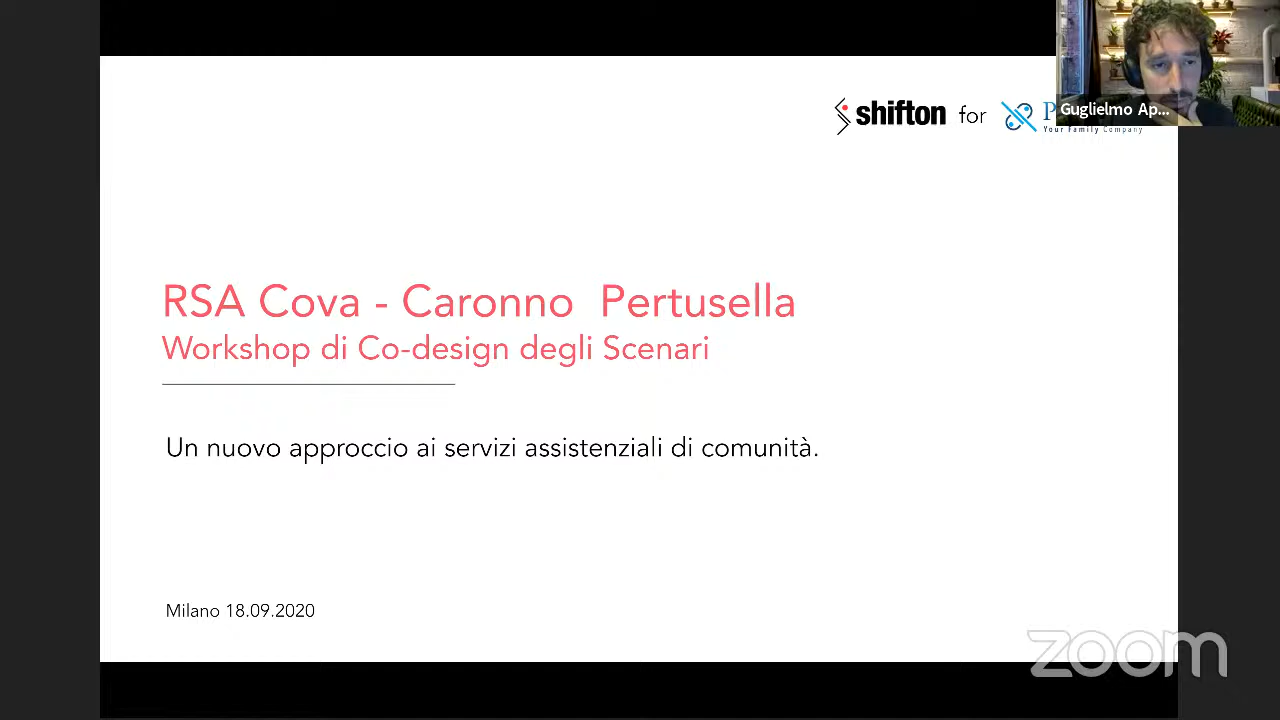 shifton for
Guglielmo Ap...
Your Family Company
RSA Cova - Caronno Pertusella
Workshop di Co-design degli Scenari
Un nuovo approccio ai servizi assistenziali di comunità.
Milano 18.09.2020
zoom